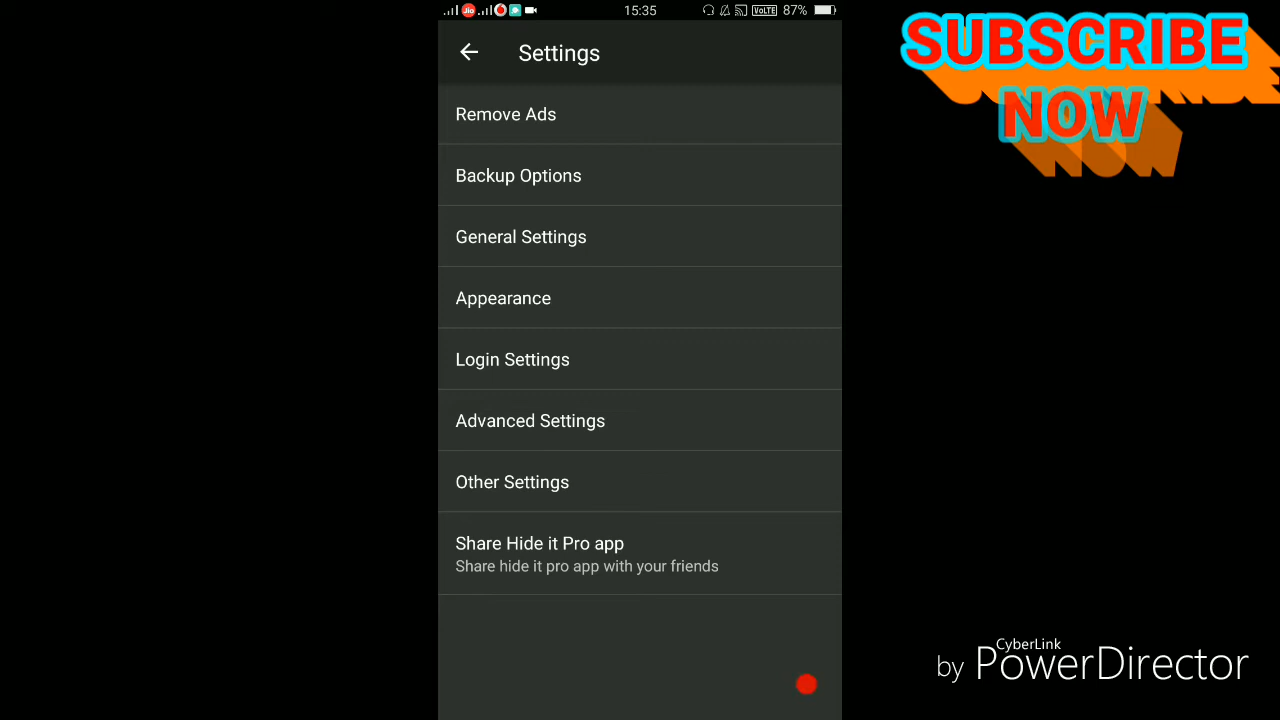 15:35
VoLTE
87%
Settings
Remove Ads
Backup Options
General Settings
Appearance
Login Settings
Advanced Settings
Other Settings
Share Hide it Pro app
Share hide it pro app with your friends
SUBSCRIBE
NOW
CyberLink
by PowerDirector